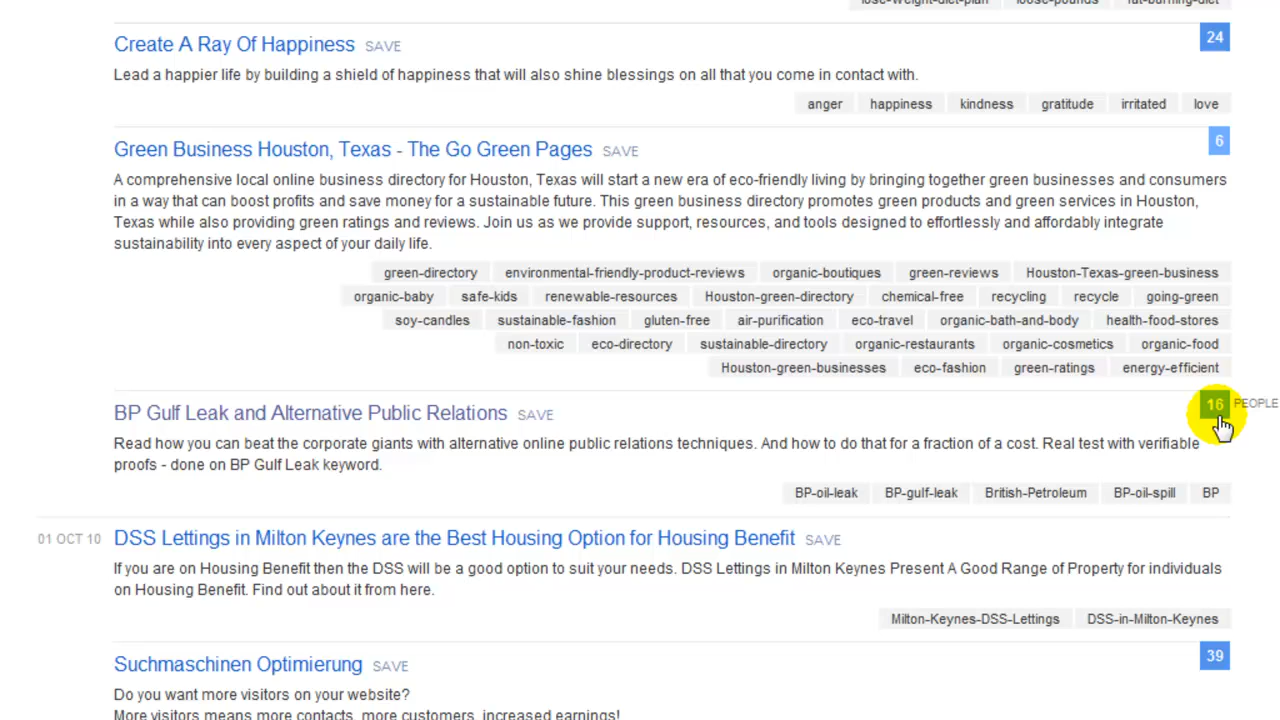 lose-weight-diet-plan loose-pounds fat-burning-diet
Create A Ray Of Happiness SAVE 24
Lead a happier life by building a shield of happiness that will also shine blessings on all that you come in contact with.
anger happiness kindness gratitude irritated love
Green Business Houston, Texas - The Go Green Pages SAVE 6
A comprehensive local online business directory for Houston, Texas will start a new era of eco-friendly living by bringing together green businesses and consumers
in a way that can boost profits and save money for a sustainable future. This green business directory promotes green products and green services in Houston,
Texas while also providing green ratings and reviews. Join us as we provide support, resources, and tools designed to effortlessly and affordably integrate
sustainability into every aspect of your daily life.
green-directory environmental-friendly-product-reviews organic-boutiques green-reviews Houston-Texas-green-business
organic-baby safe-kids renewable-resources Houston-green-directory chemical-free recycling recycle going-green
soy-candles sustainable-fashion gluten-free air-purification eco-travel organic-bath-and-body health-food-stores
non-toxic eco-directory sustainable-directory organic-restaurants organic-cosmetics organic-food
Houston-green-businesses eco-fashion green-ratings energy-efficient
BP Gulf Leak and Alternative Public Relations SAVE 16 PEOPLE
Read how you can beat the corporate giants with alternative online public relations techniques. And how to do that for a fraction of a cost. Real test with verifiable
proofs - done on BP Gulf Leak keyword.
BP-oil-leak BP-gulf-leak British-Petroleum BP-oil-spill BP
01 OCT 10 DSS Lettings in Milton Keynes are the Best Housing Option for Housing Benefit SAVE
If you are on Housing Benefit then the DSS will be a good option to suit your needs. DSS Lettings in Milton Keynes Present A Good Range of Property for individuals
on Housing Benefit. Find out about it from here.
Milton-Keynes-DSS-Lettings DSS-in-Milton-Keynes
Suchmaschinen Optimierung SAVE 39
Do you want more visitors on your website?
More visitors means more contacts, more customers, increased earnings!